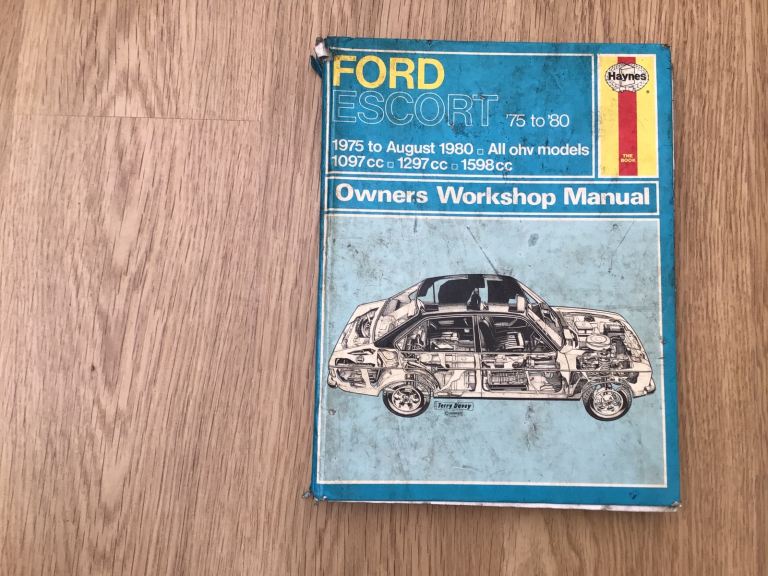 FORD
ESCORT '75 to '80
1975 to August 1980 ▫ All ohv models
1097cc ▫ 1297cc ▫ 1598cc
Haynes
THE
BOOK
Owners Workshop Manual
Terry Davey